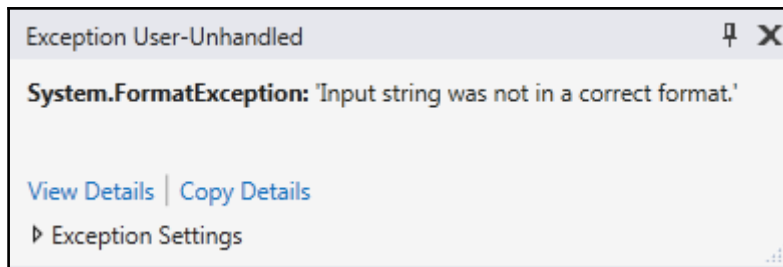 Exception User-Unhandled
System.FormatException: 'Input string was not in a correct format.'
View Details | Copy Details
Exception Settings